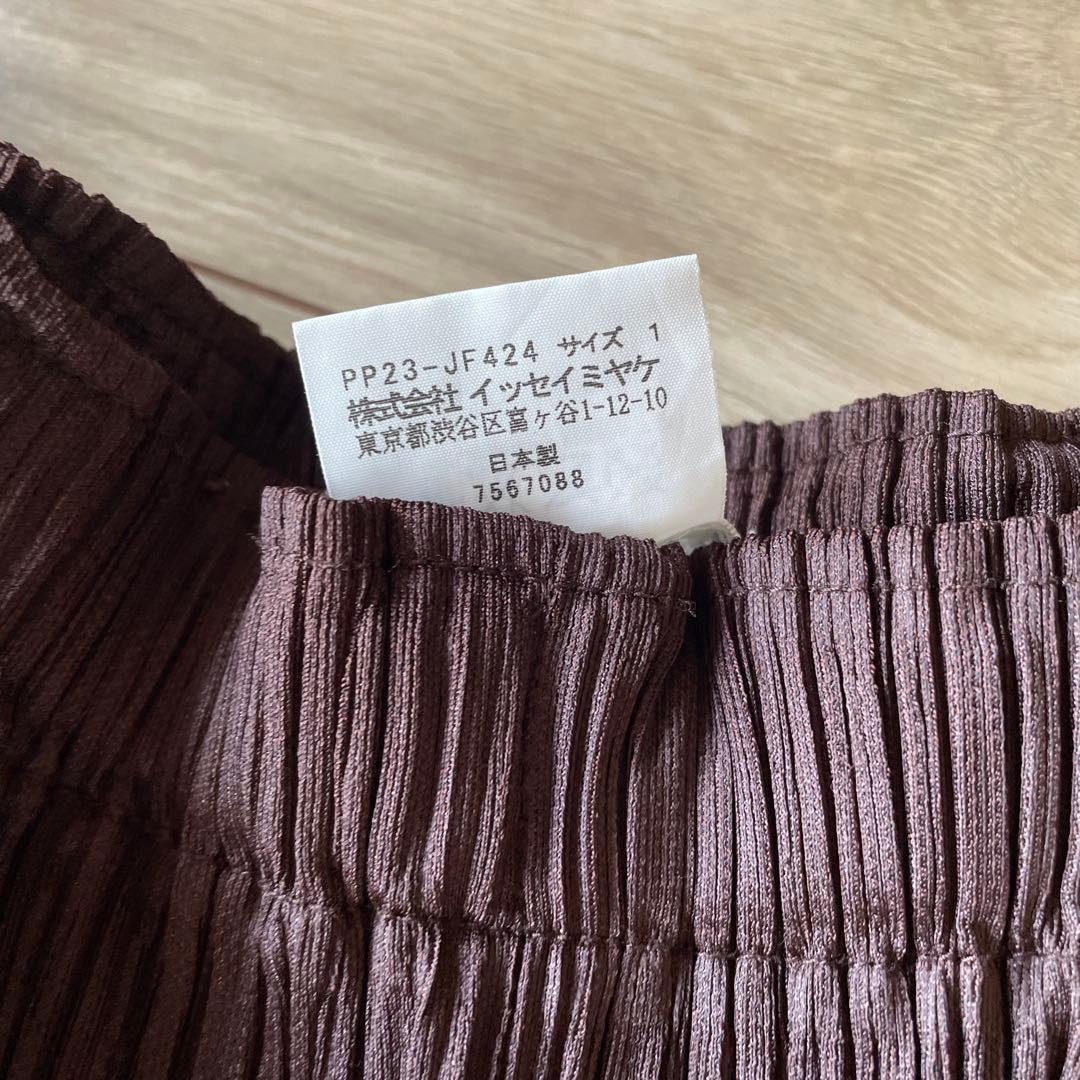 PP23-JF424 サイズ 1
株式会社 イッセイミヤケ
東京都渋谷区富ヶ谷1-12-10
日本製
7567088